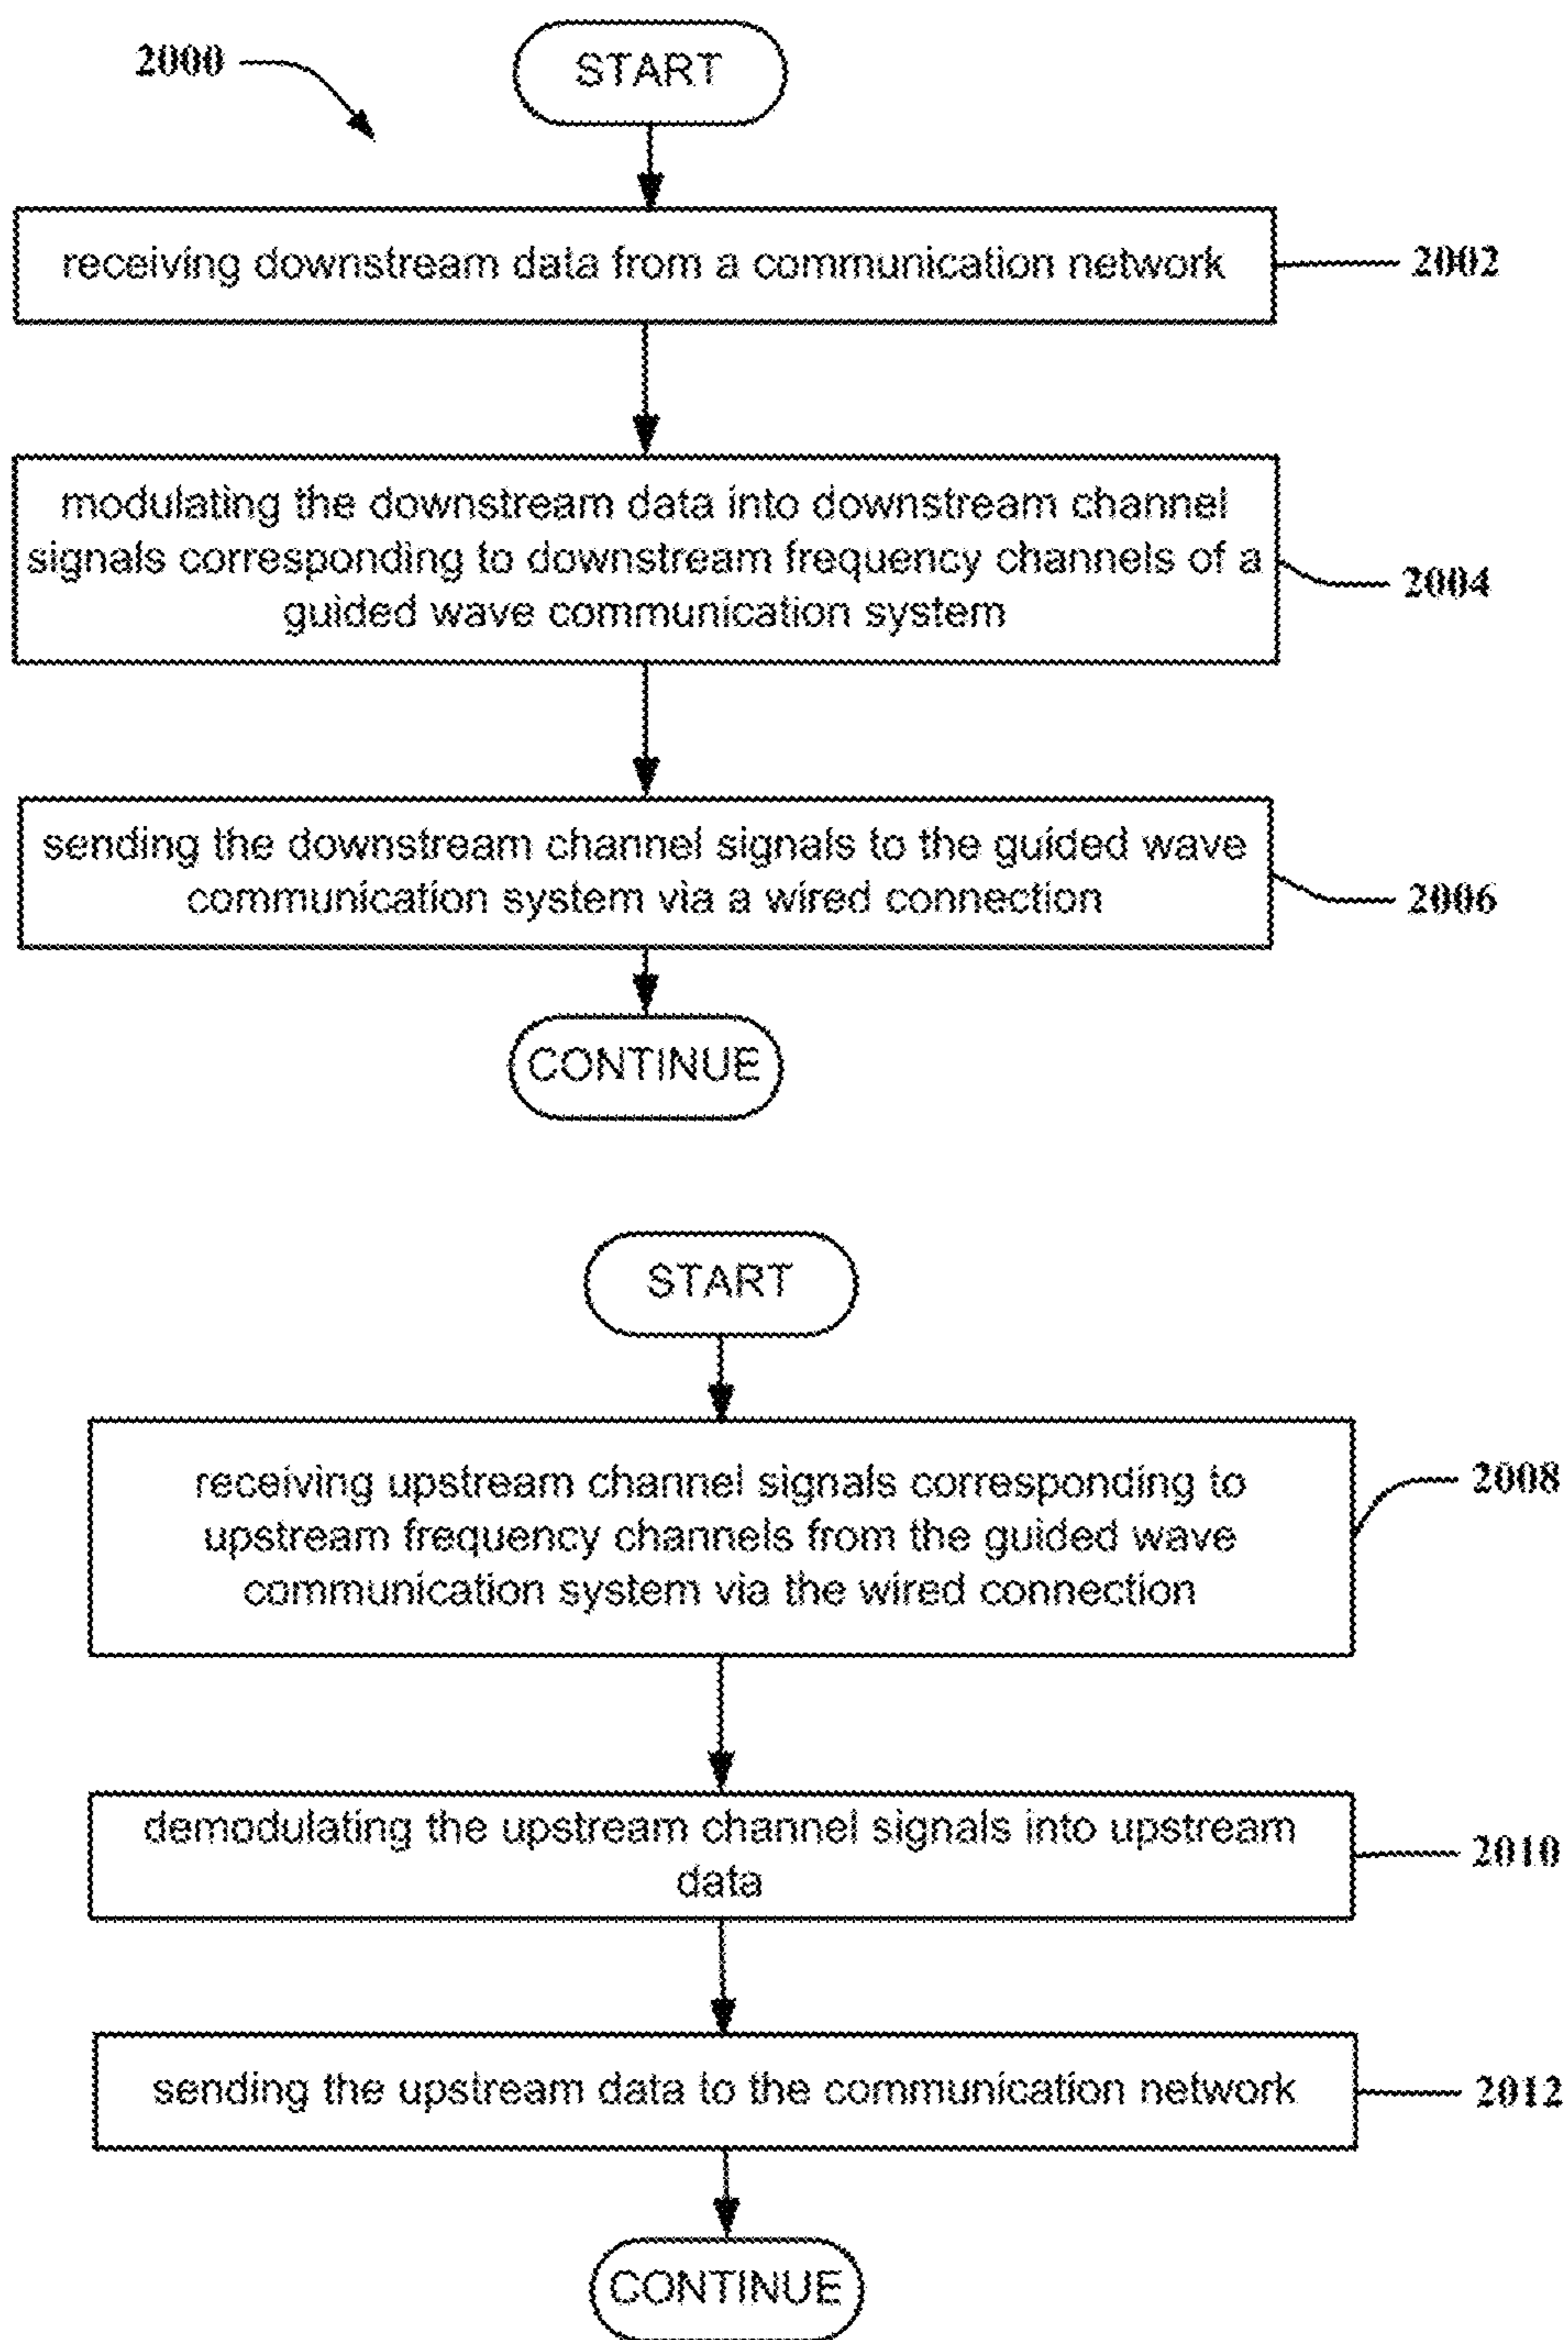 2000
START
receiving downstream data from a communication network
2002
modulating the downstream data into downstream channel
signals corresponding to downstream frequency channels of a
guided wave communication system
2004
sending the downstream channel signals to the guided wave
communication system via a wired connection
2006
CONTINUE
START
receiving upstream channel signals corresponding to
upstream frequency channels from the guided wave
communication system via the wired connection
2008
demodulating the upstream channel signals into upstream
data
2010
sending the upstream data to the communication network
2012
CONTINUE